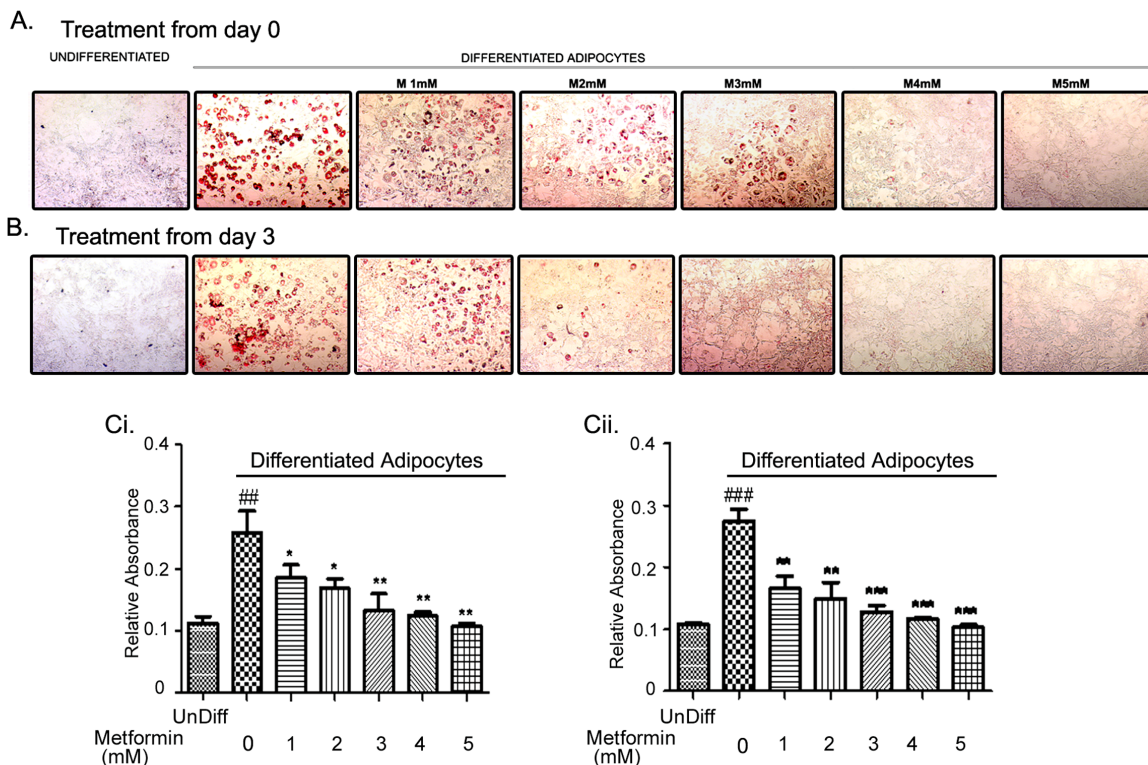 A. Treatment from day 0
UNDIFFERENTIATED DIFFERENTIATED ADIPOCYTES
M 1mM M2mM M3mM M4mM M5mM
B. Treatment from day 3
Ci.
0.4
Differentiated Adipocytes
##
0.3
*
*
0.2
**
**
**
0.1
0
Relative Absorbance
UnDiff
Metformin (mM) 0 1 2 3 4 5
Cii.
0.4
Differentiated Adipocytes
###
0.3
**
**
0.2
***
***
***
0.1
0
Relative Absorbance
UnDiff
Metformin (mM) 0 1 2 3 4 5